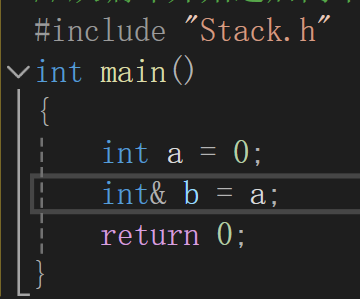 #include "Stack.h"
int main()
{
    int a = 0;
    int& b = a;
    return 0;
}